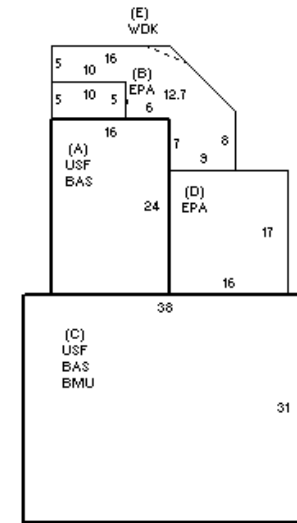 (E)
WDK
16
5
10
(B)
EPA
12.7
5
10
5
6
16
7
8
9
(A)
USF
BAS
24
(D)
EPA
17
16
38
(C)
USF
BAS
BMU
31